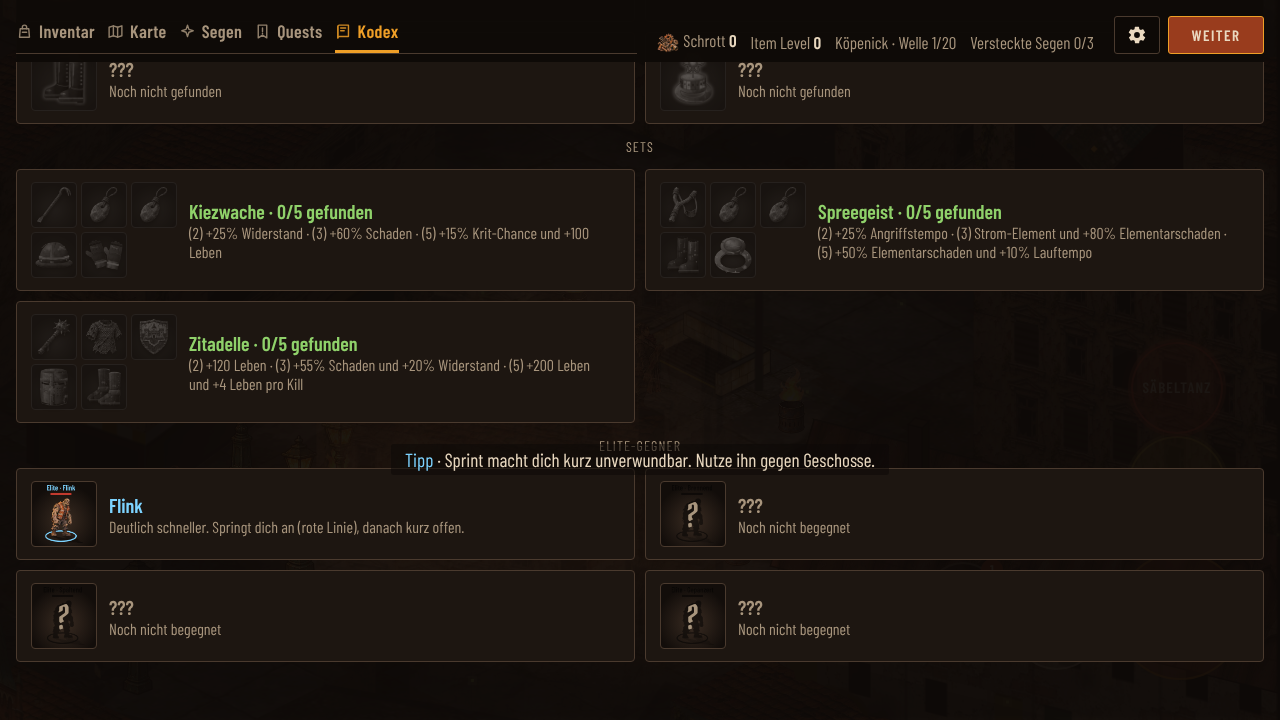 Inventar
Karte
Segen
Quests
Kodex
Schrott 0
Item Level 0
Köpenick · Welle 1/20
Versteckte Segen 0/3
WEITER
???
Noch nicht gefunden
???
Noch nicht gefunden
SETS
Kiezwache · 0/5 gefunden
(2) +25% Widerstand · (3) +60% Schaden · (5) +15% Krit-Chance und +100
Leben
Spreegeist · 0/5 gefunden
(2) +25% Angriffstempo · (3) Strom-Element und +80% Elementarschaden ·
(5) +50% Elementarschaden und +10% Lauftempo
Zitadelle · 0/5 gefunden
(2) +120 Leben · (3) +55% Schaden und +20% Widerstand · (5) +200 Leben
und +4 Leben pro Kill
SÄBELTANZ
ELITE-GEGNER
Tipp · Sprint macht dich kurz unverwundbar. Nutze ihn gegen Geschosse.
Elite · Flink
Flink
Deutlich schneller. Springt dich an (rote Linie), danach kurz offen.
?
???
Noch nicht begegnet
?
???
Noch nicht begegnet
?
???
Noch nicht begegnet